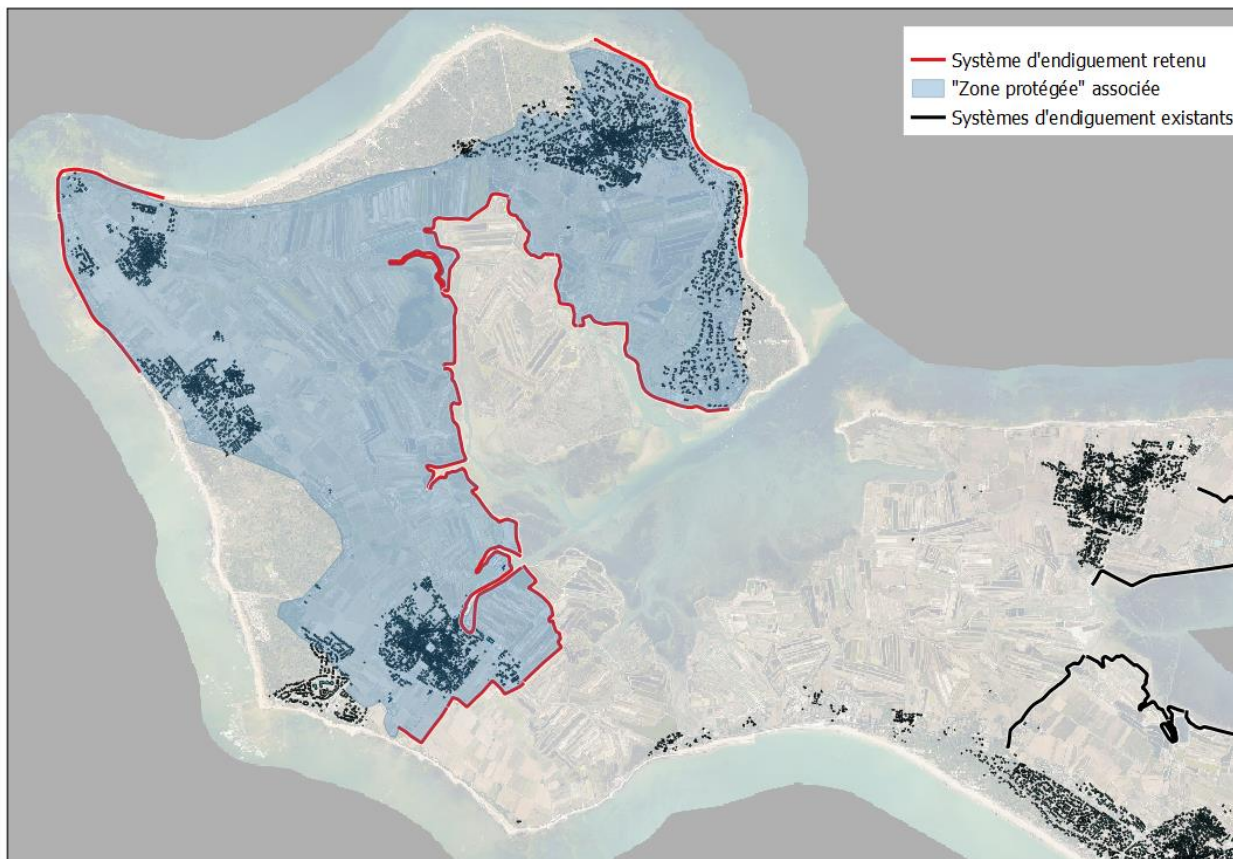 Système d'endiguement retenu
"Zone protégée" associée
Systèmes d'endiguement existants